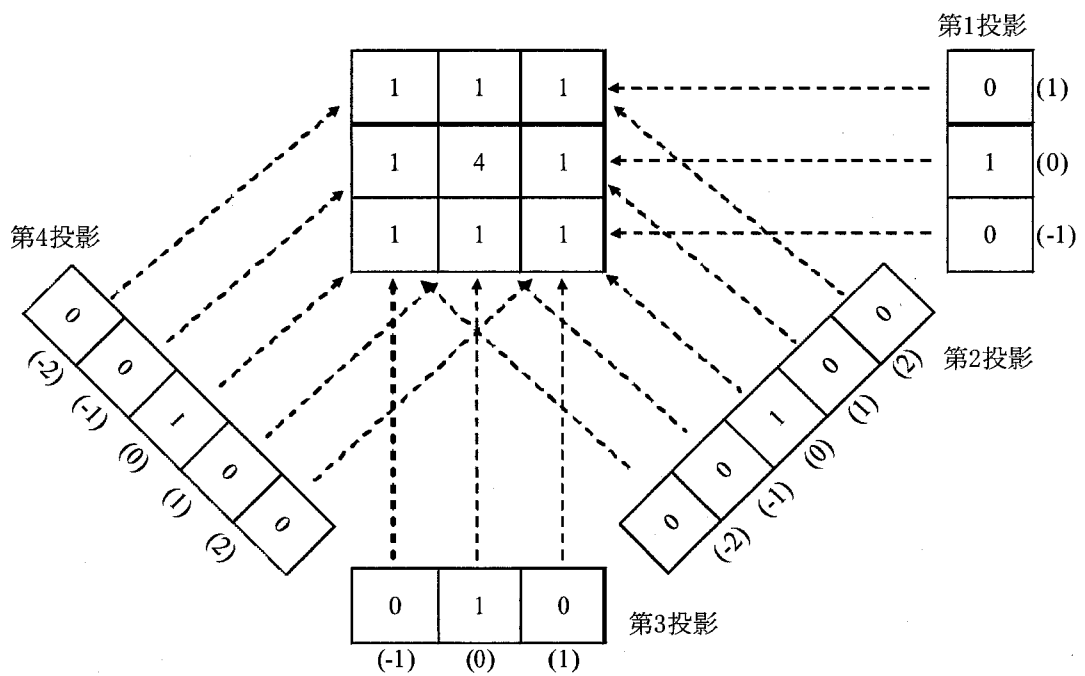 第1投影
0 (1)
1 (0)
0 (-1)
1 1 1
1 4 1
1 1 1
第4投影
0 0 1 0 0
(-2) (-1) (0) (1) (2)
第2投影
0 0 1 0 0
(-2) (-1) (0) (1) (2)
0 1 0
(-1) (0) (1)
第3投影